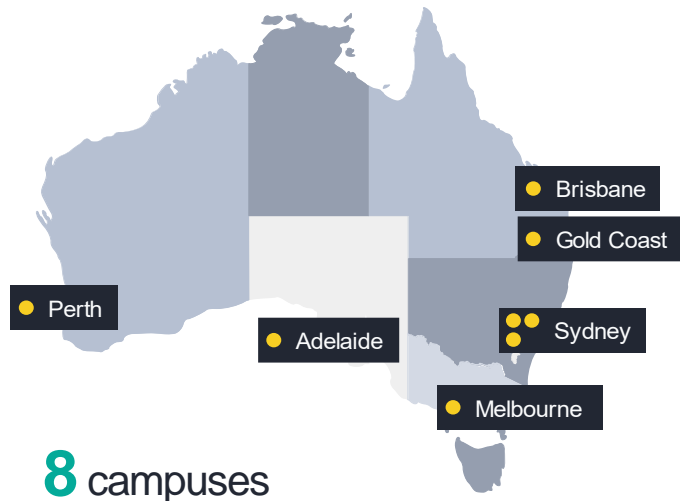 Brisbane
Gold Coast
Perth
Sydney
Adelaide
Melbourne
8 campuses